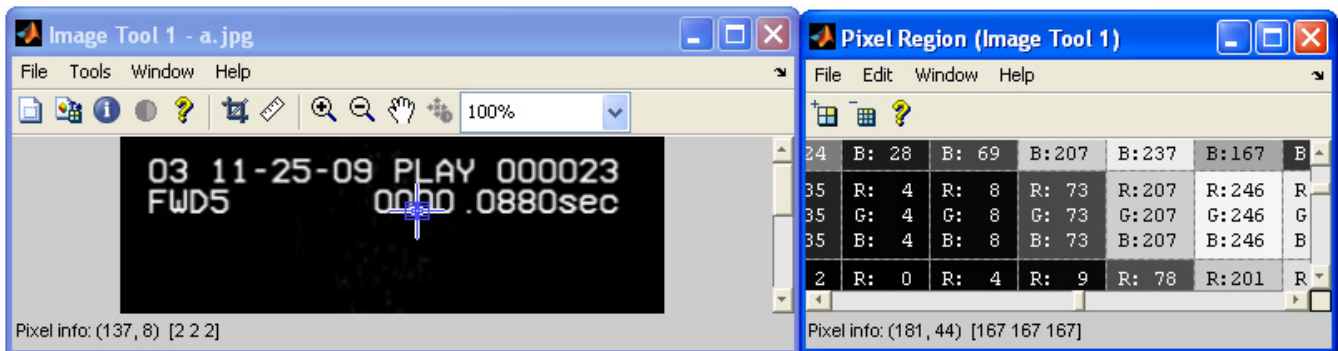 Image Tool 1 - a.jpg
File Tools Window Help
100%
03 11-25-09 PLAY 000023
FWD5 0000.0880sec
Pixel info: (137, 8) [2 2 2]
Pixel Region (Image Tool 1)
File Edit Window Help
24 B: 28 B: 69 B:207 B:237 B:167 B
35 R: 4 R: 8 R: 73 R:207 R:246 R
35 G: 4 G: 8 G: 73 G:207 G:246 G
35 B: 4 B: 8 B: 73 B:207 B:246 B
2 R: 0 R: 4 R: 9 R: 78 R:201 R
Pixel info: (181, 44) [167 167 167]